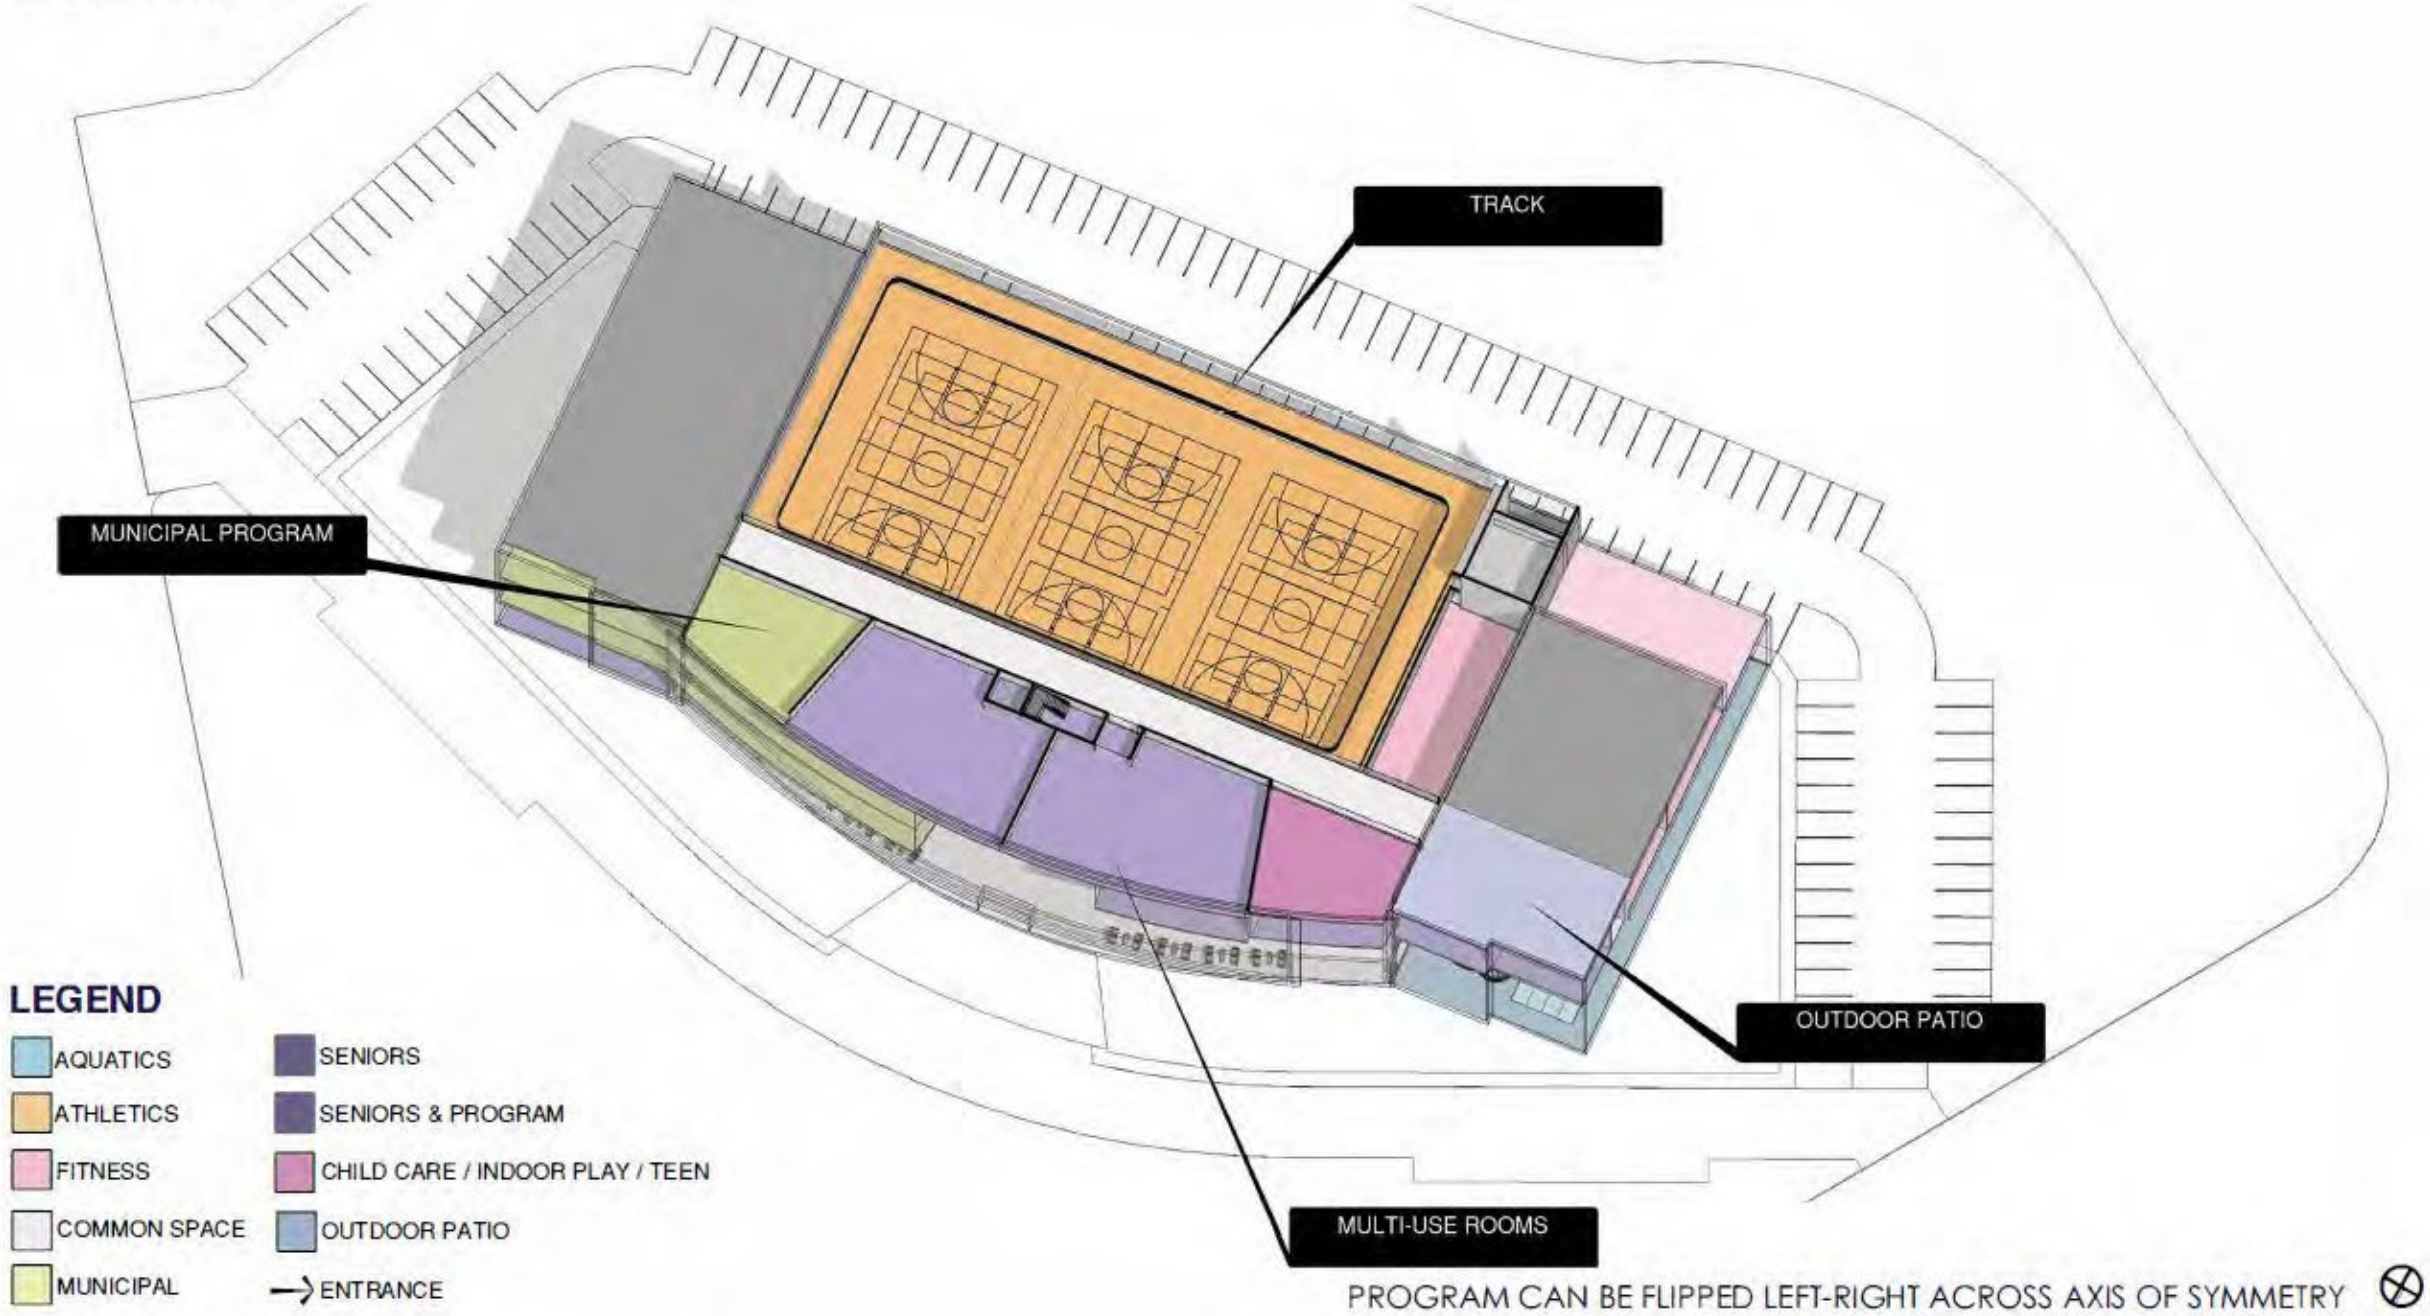 TRACK
MUNICIPAL PROGRAM
OUTDOOR PATIO
MULTI-USE ROOMS
LEGEND
AQUATICS
ATHLETICS
FITNESS
COMMON SPACE
MUNICIPAL
SENIORS
SENIORS & PROGRAM
CHILD CARE / INDOOR PLAY / TEEN
OUTDOOR PATIO
ENTRANCE
PROGRAM CAN BE FLIPPED LEFT-RIGHT ACROSS AXIS OF SYMMETRY